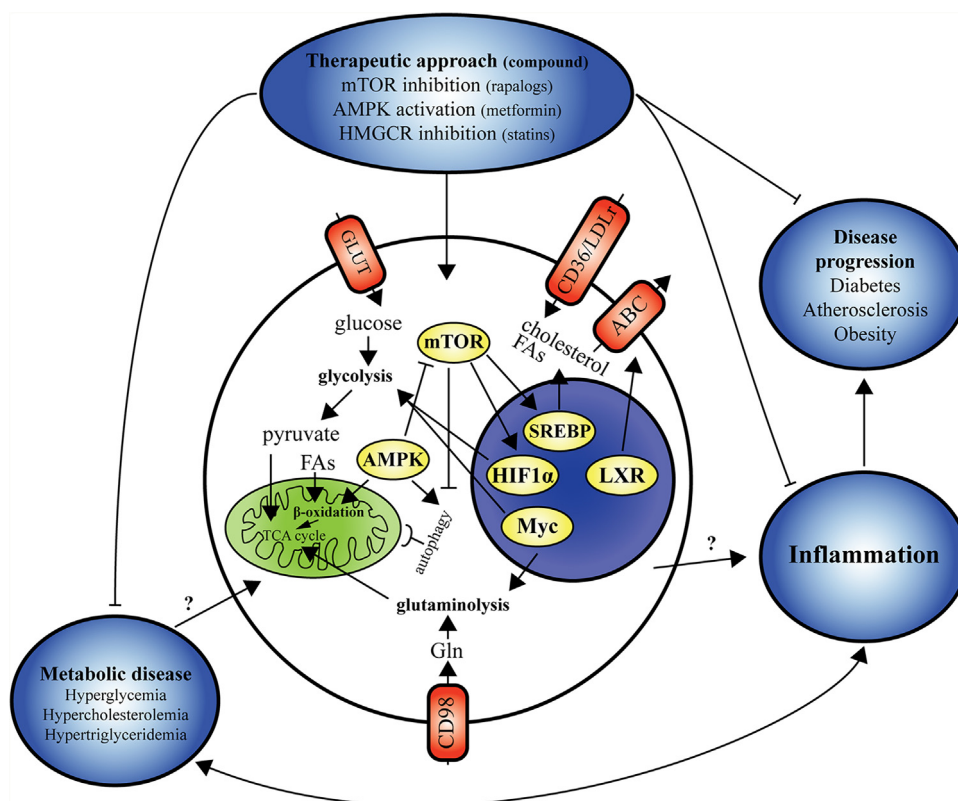 Therapeutic approach (compound)
mTOR inhibition (rapalogs)
AMPK activation (metformin)
HMGCR inhibition (statins)
GLUT
CD36/LDLr
ABC
Disease
progression
Diabetes
Atherosclerosis
Obesity
glucose
mTOR
cholesterol
FAs
glycolysis
SREBP
pyruvate
AMPK
HIF1α
LXR
FAs
β-oxidation
TCA cycle
autophagy
Myc
?
Inflammation
glutaminolysis
?
Gln
CD98
Metabolic disease
Hyperglycemia
Hypercholesterolemia
Hypertriglyceridemia